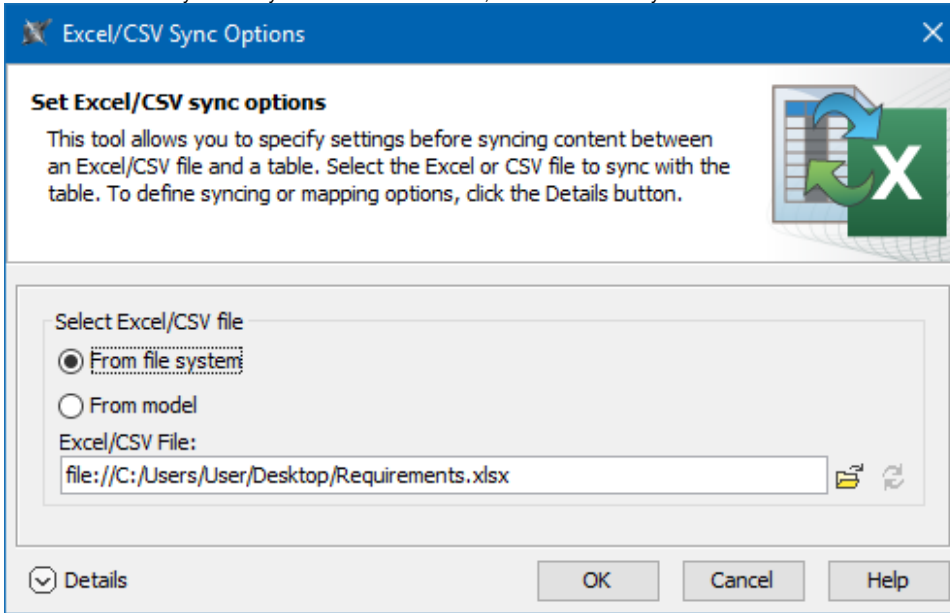 Excel/CSV Sync Options
Set Excel/CSV sync options
This tool allows you to specify settings before syncing content between
an Excel/CSV file and a table. Select the Excel or CSV file to sync with the
table. To define syncing or mapping options, click the Details button.
X
Select Excel/CSV file
From file system
From model
Excel/CSV File:
file://C:/Users/User/Desktop/Requirements.xlsx
Details OK Cancel Help